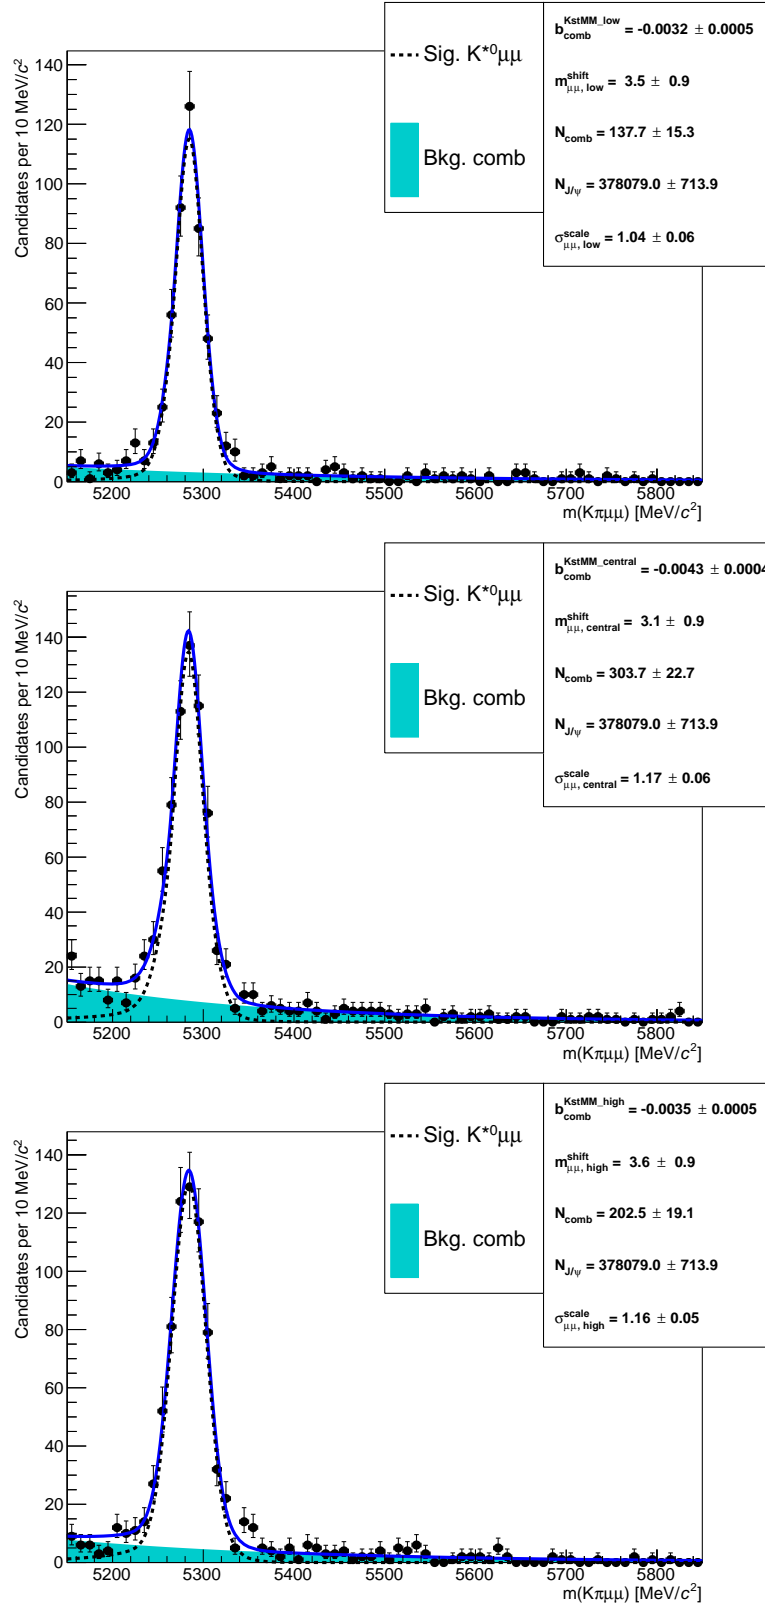 Candidates per 10 MeV/c²
140
120
100
80
60
40
20
0
5200 5300 5400 5500 5600 5700 5800
m(Kπμμ) [MeV/c²]
Sig. K*⁰μμ
Bkg. comb
b_comb^KstMM_low = -0.0032 ± 0.0005
m_μμ, low^shift = 3.5 ± 0.9
N_comb = 137.7 ± 15.3
N_J/ψ = 378079.0 ± 713.9
σ_μμ, low^scale = 1.04 ± 0.06
Candidates per 10 MeV/c²
140
120
100
80
60
40
20
0
5200 5300 5400 5500 5600 5700 5800
m(Kπμμ) [MeV/c²]
Sig. K*⁰μμ
Bkg. comb
b_comb^KstMM_central = -0.0043 ± 0.0004
m_μμ, central^shift = 3.1 ± 0.9
N_comb = 303.7 ± 22.7
N_J/ψ = 378079.0 ± 713.9
σ_μμ, central^scale = 1.17 ± 0.06
Candidates per 10 MeV/c²
140
120
100
80
60
40
20
0
5200 5300 5400 5500 5600 5700 5800
m(Kπμμ) [MeV/c²]
Sig. K*⁰μμ
Bkg. comb
b_comb^KstMM_high = -0.0035 ± 0.0005
m_μμ, high^shift = 3.6 ± 0.9
N_comb = 202.5 ± 19.1
N_J/ψ = 378079.0 ± 713.9
σ_μμ, high^scale = 1.16 ± 0.05